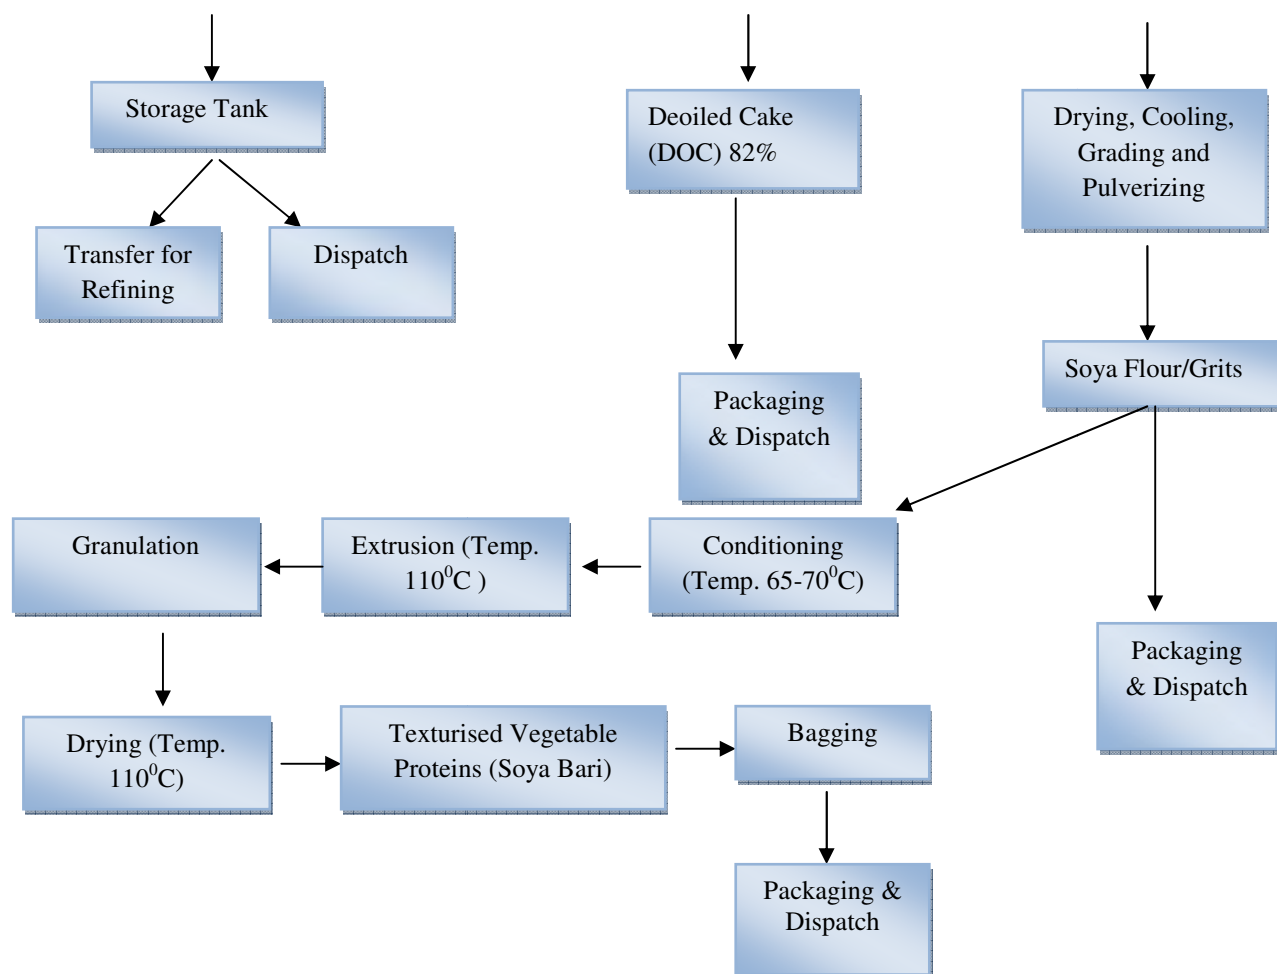 Storage Tank
Deoiled Cake
(DOC) 82%
Drying, Cooling,
Grading and
Pulverizing
Transfer for
Refining
Dispatch
Soya Flour/Grits
Packaging
& Dispatch
Granulation
Extrusion (Temp.
110⁰C )
Conditioning
(Temp. 65-70⁰C)
Packaging
& Dispatch
Drying (Temp.
110⁰C)
Texturised Vegetable
Proteins (Soya Bari)
Bagging
Packaging &
Dispatch